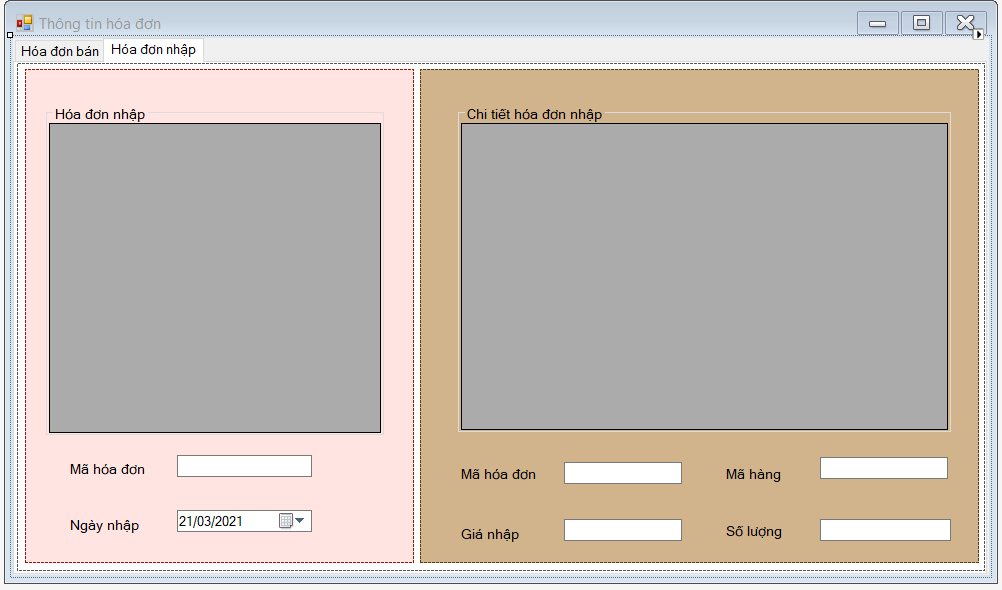 Thông tin hóa đơn
Hóa đơn bán
Hóa đơn nhập
Hóa đơn nhập
Mã hóa đơn
Ngày nhập
21/03/2021
Chi tiết hóa đơn nhập
Mã hóa đơn
Mã hàng
Giá nhập
Số lượng